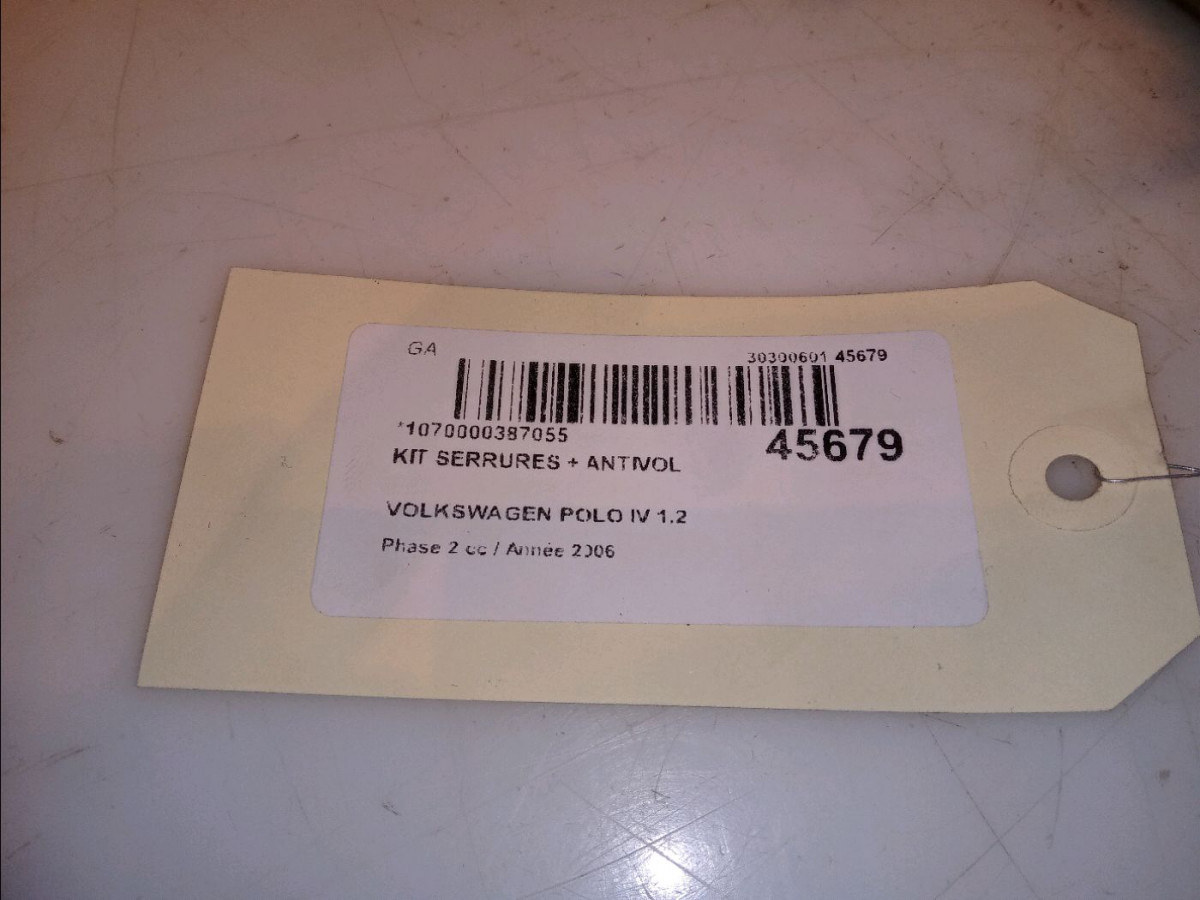 GA
30300601 45679
*1070000387055
45679
KIT SERRURES + ANTIVOL
VOLKSWAGEN POLO IV 1.2
Phase 2 cc / Année 2006